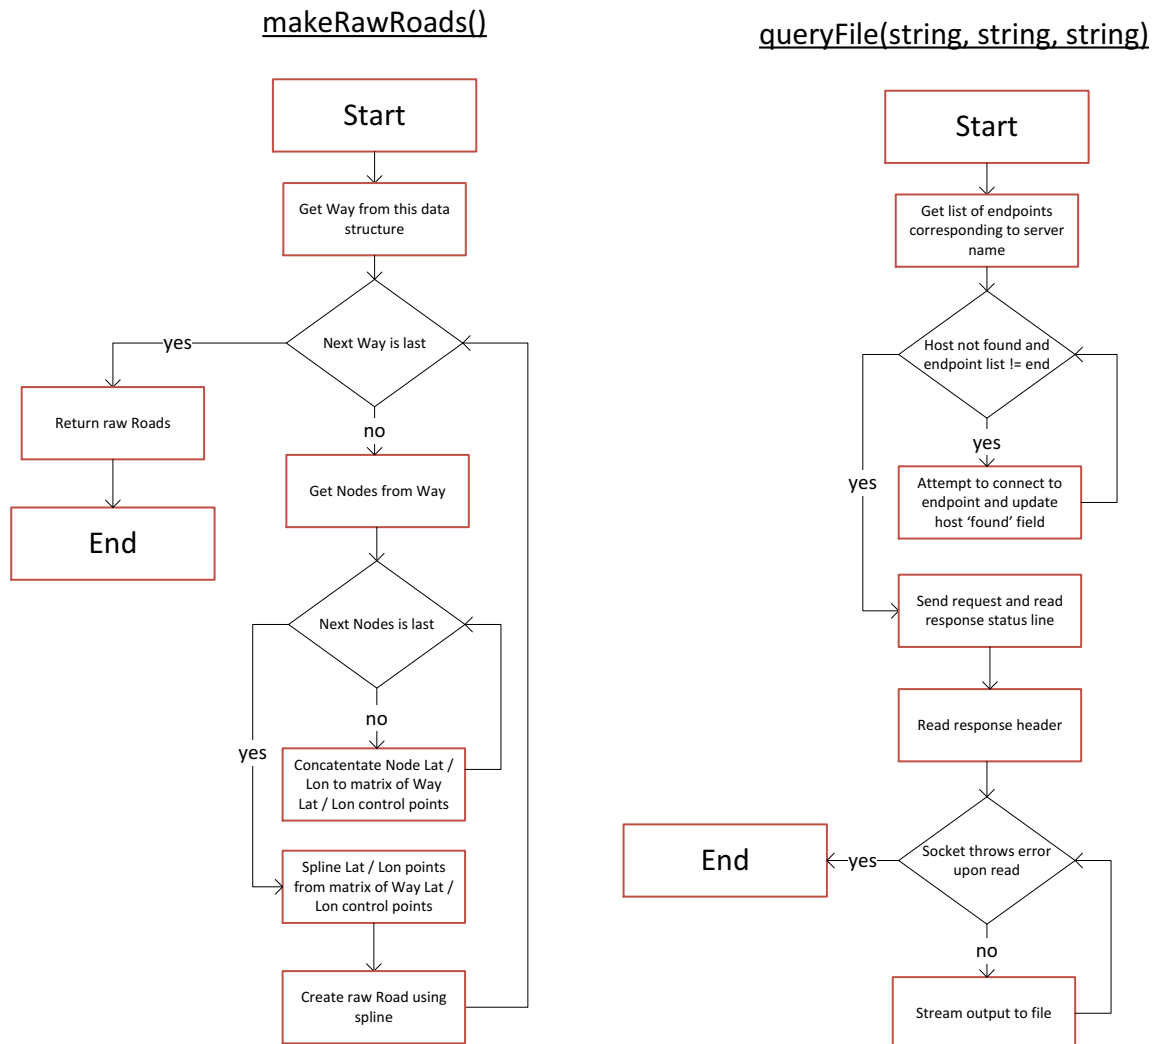 makeRawRoads()
Start
Get Way from this data
structure
Next Way is last
yes
no
Return raw Roads
End
Get Nodes from Way
Next Nodes is last
no
yes
Concatentate Node Lat /
Lon to matrix of Way
Lat / Lon control points
Spline Lat / Lon points
from matrix of Way Lat /
Lon control points
Create raw Road using
spline
queryFile(string, string, string)
Start
Get list of endpoints
corresponding to server
name
Host not found and
endpoint list != end
yes
yes
Attempt to connect to
endpoint and update
host ‘found’ field
Send request and read
response status line
Read response header
Socket throws error
upon read
yes
End
no
Stream output to file